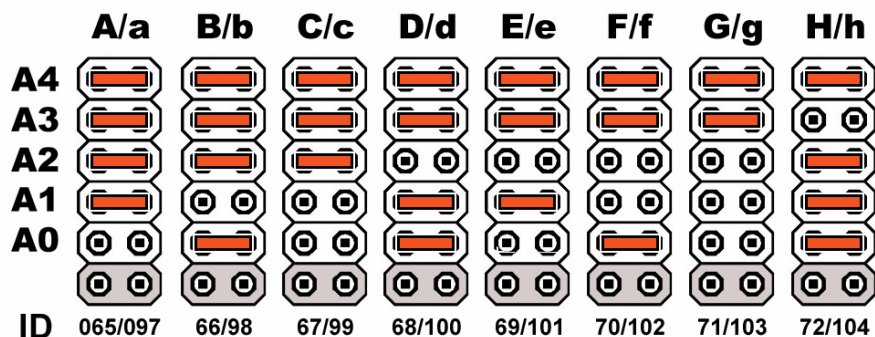 A/a B/b C/c D/d E/e F/f G/g H/h
A4
A3
A2
A1
A0
ID 065/097 66/98 67/99 68/100 69/101 70/102 71/103 72/104